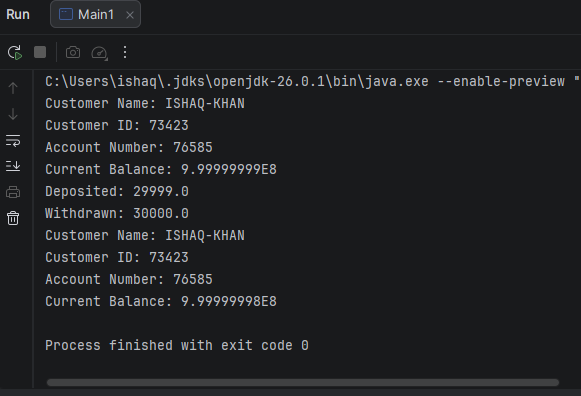 Run Main1
C:\Users\ishaq\.jdks\openjdk-26.0.1\bin\java.exe --enable-preview "
Customer Name: ISHAQ-KHAN
Customer ID: 73423
Account Number: 76585
Current Balance: 9.99999999E8
Deposited: 29999.0
Withdrawn: 30000.0
Customer Name: ISHAQ-KHAN
Customer ID: 73423
Account Number: 76585
Current Balance: 9.99999998E8
Process finished with exit code 0